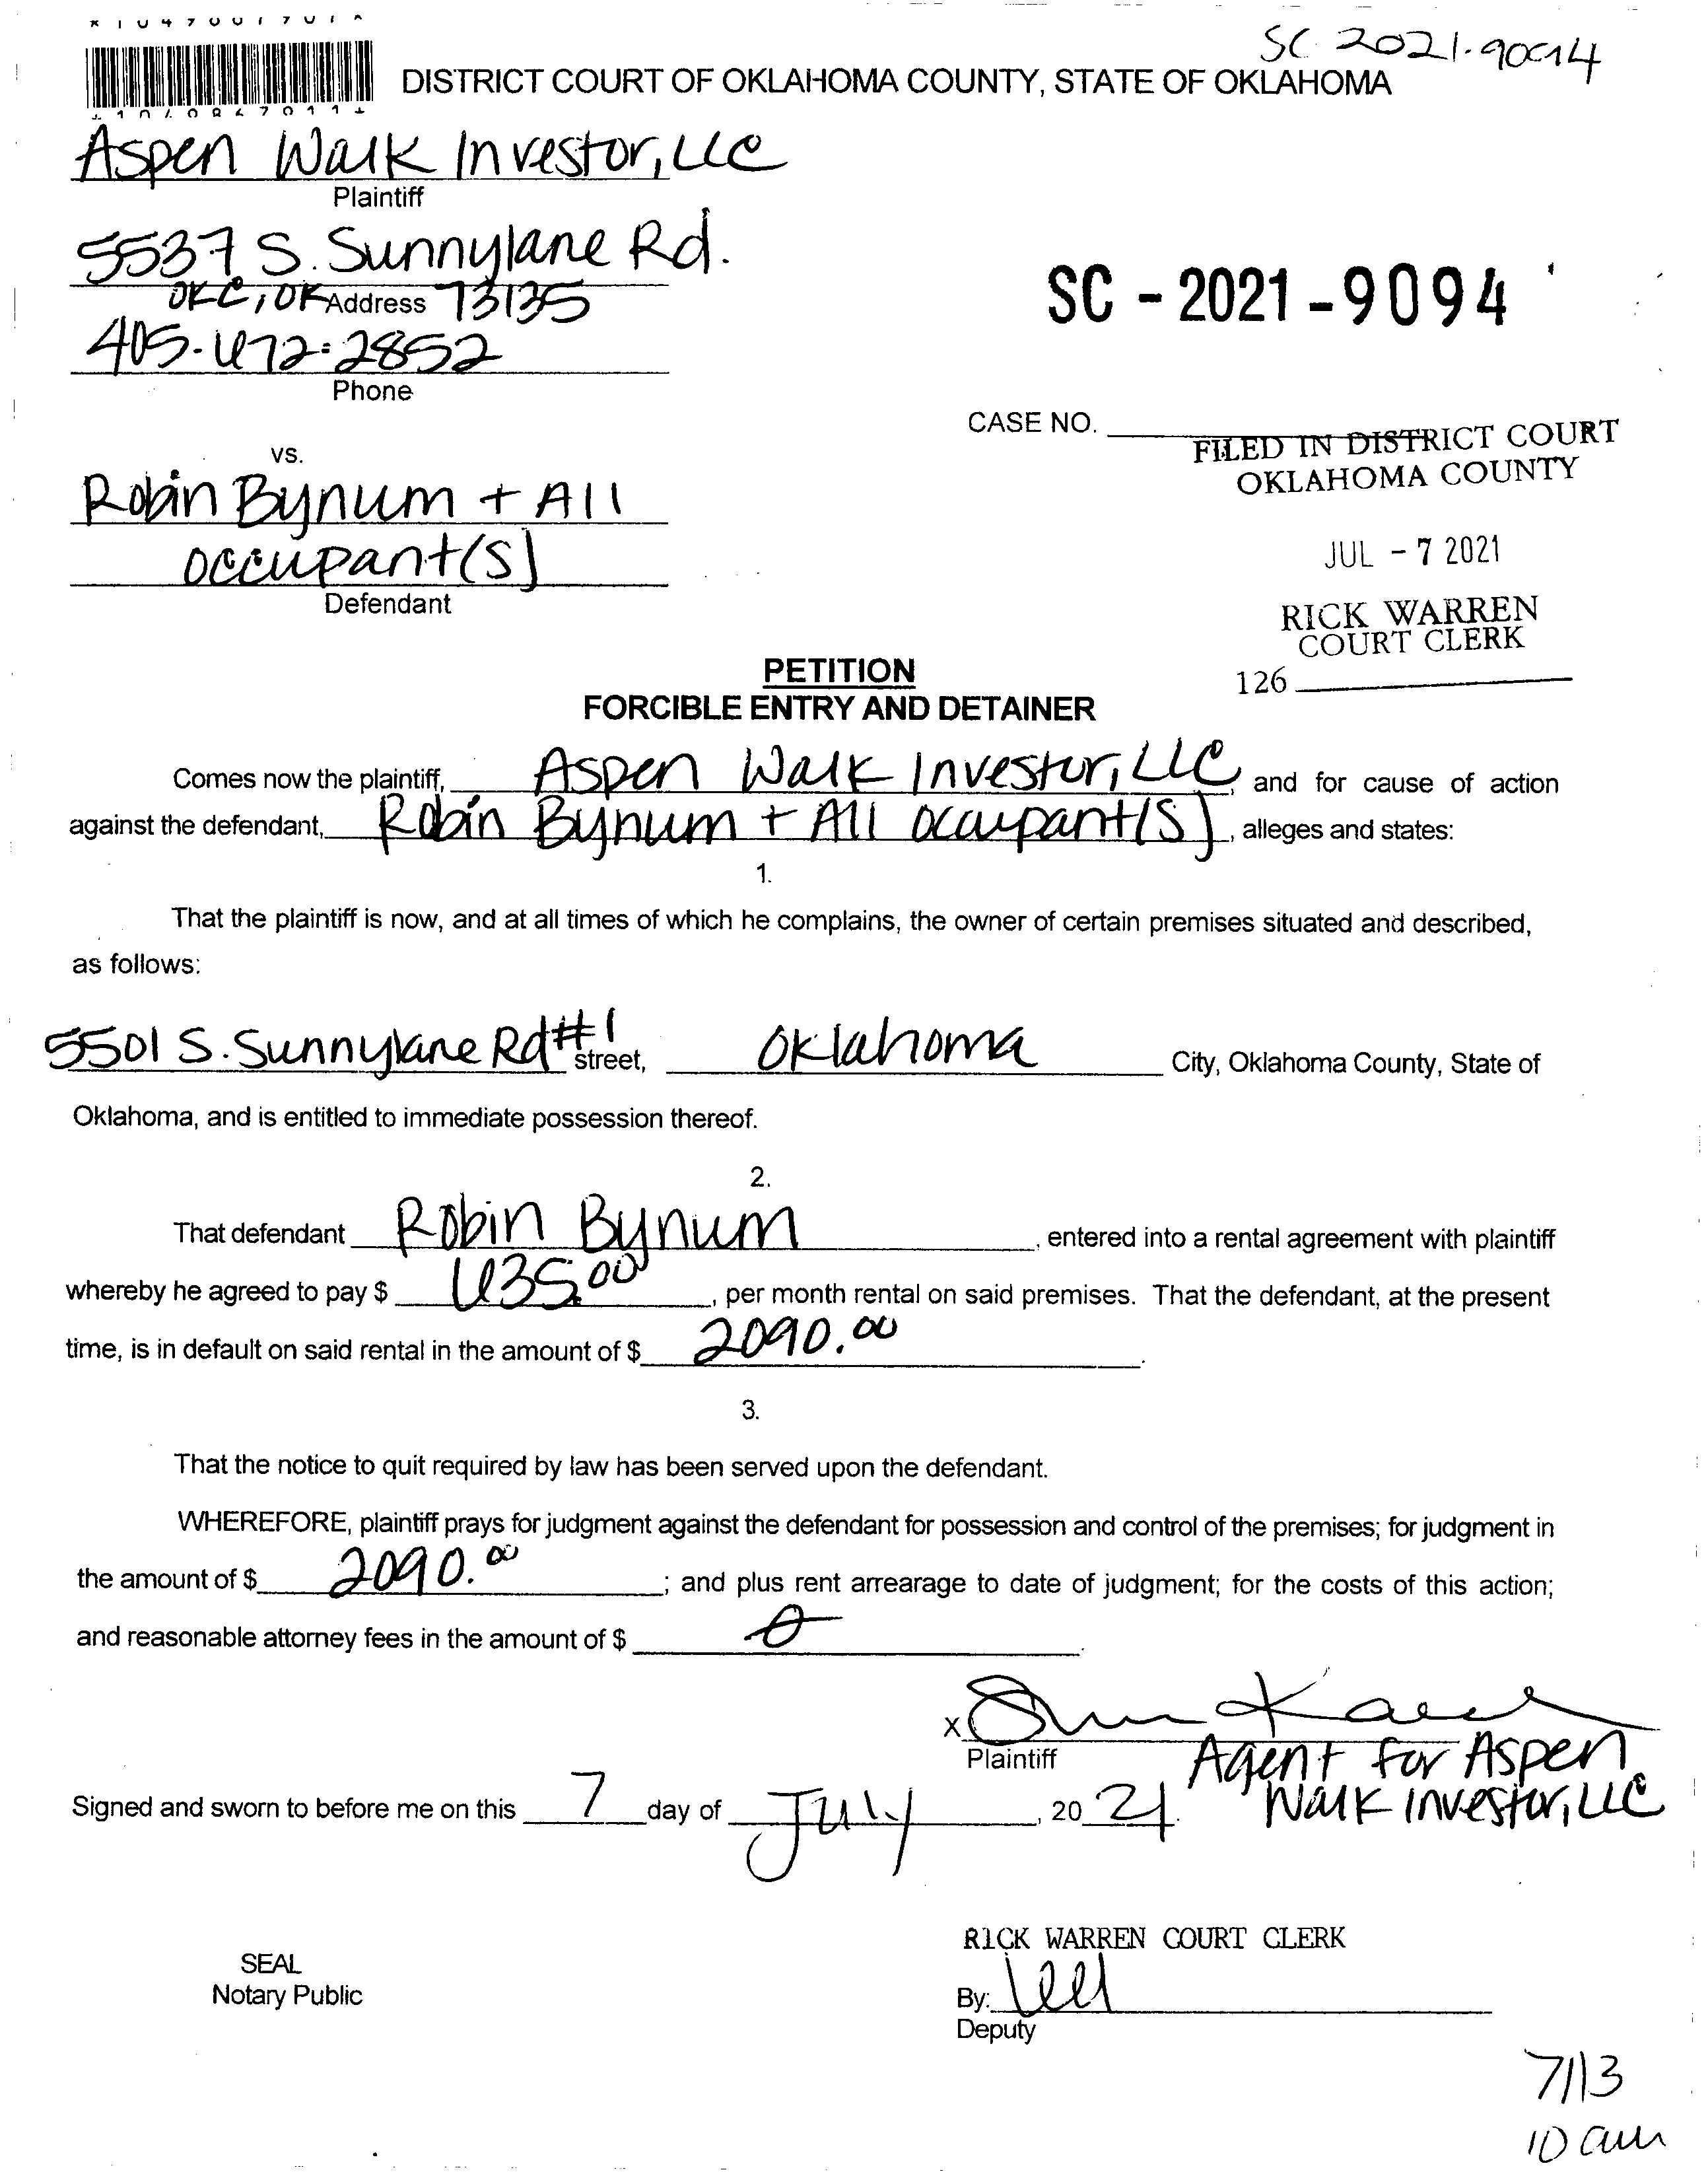 SC 2021-9094
DISTRICT COURT OF OKLAHOMA COUNTY, STATE OF OKLAHOMA
Aspen Walk Investor, LLC
Plaintiff
5537 S. Sunnylane Rd.
OKC, OK Address 73135
405-672-2852
Phone
SC - 2021 - 9094
CASE NO.
FILED IN DISTRICT COURT
OKLAHOMA COUNTY
vs.
Robin Bynum + All
occupant(s)
Defendant
JUL - 7 2021
RICK WARREN
COURT CLERK
126
PETITION
FORCIBLE ENTRY AND DETAINER
Comes now the plaintiff, Aspen Walk Investor, LLC, and for cause of action
against the defendant, Robin Bynum + All occupant(s), alleges and states:
1.
That the plaintiff is now, and at all times of which he complains, the owner of certain premises situated and described,
as follows:
5501 S. Sunnylane Rd #1 street, Oklahoma City, Oklahoma County, State of
Oklahoma, and is entitled to immediate possession thereof.
2.
That defendant Robin Bynum, entered into a rental agreement with plaintiff
whereby he agreed to pay $ 635.00, per month rental on said premises. That the defendant, at the present
time, is in default on said rental in the amount of $ 2090.00.
3.
That the notice to quit required by law has been served upon the defendant.
WHEREFORE, plaintiff prays for judgment against the defendant for possession and control of the premises; for judgment in
the amount of $ 2090.00; and plus rent arrearage to date of judgment; for the costs of this action;
and reasonable attorney fees in the amount of $ 0.
X
Plaintiff
Agent for Aspen
Walk Investor, LLC
Signed and sworn to before me on this 7 day of July, 20 21.
RICK WARREN COURT CLERK
SEAL
Notary Public
By:
Deputy
7/13
10 am